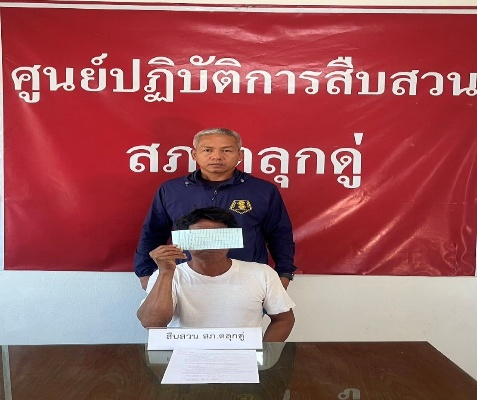 ศูนย์ปฏิบัติการสืบสวน
สภ.ตลุกดู่
สืบสวน สภ.ตลุกดู่